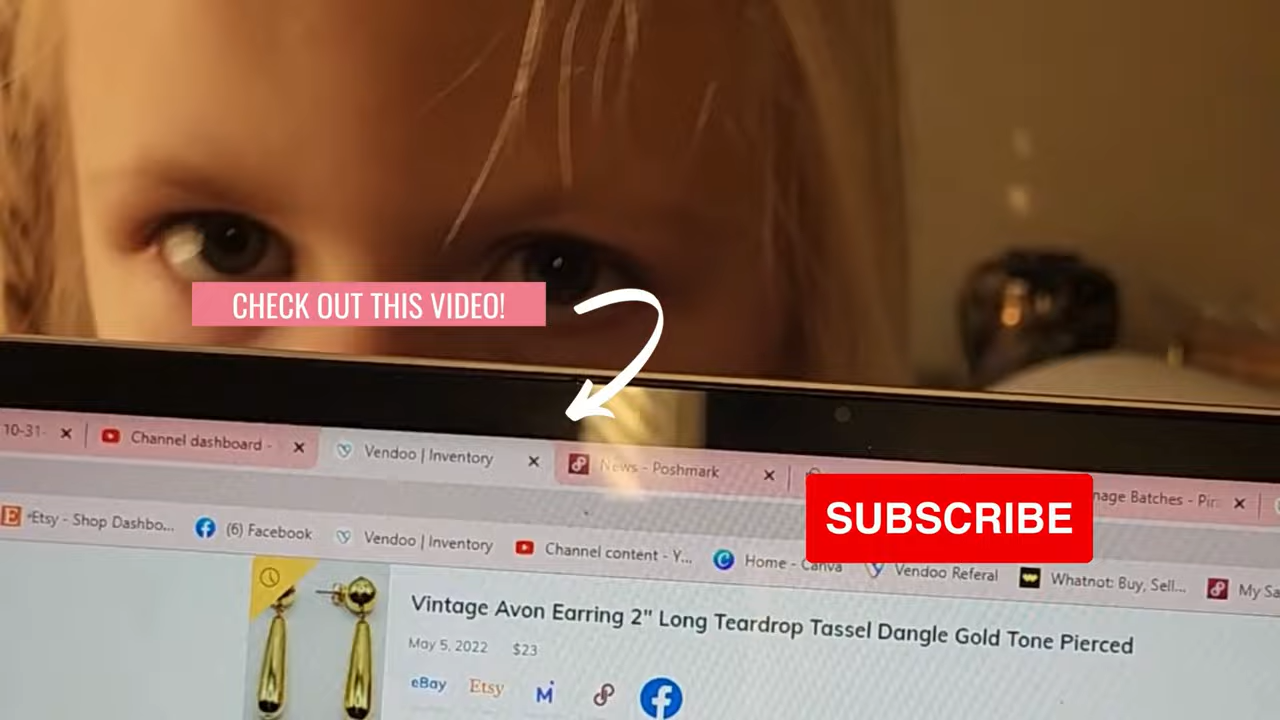 CHECK OUT THIS VIDEO!
10-31-
Channel dashboard -
Vendoo | Inventory
News - Poshmark
SUBSCRIBE
nage Batches - Pir
Etsy - Shop Dashbo...
(6) Facebook
Vendoo | Inventory
Channel content - Y...
Home - Canva
Vendoo Referal
Whatnot: Buy, Sell...
My Sa
Vintage Avon Earring 2" Long Teardrop Tassel Dangle Gold Tone Pierced
May 5, 2022 $23
eBay Etsy